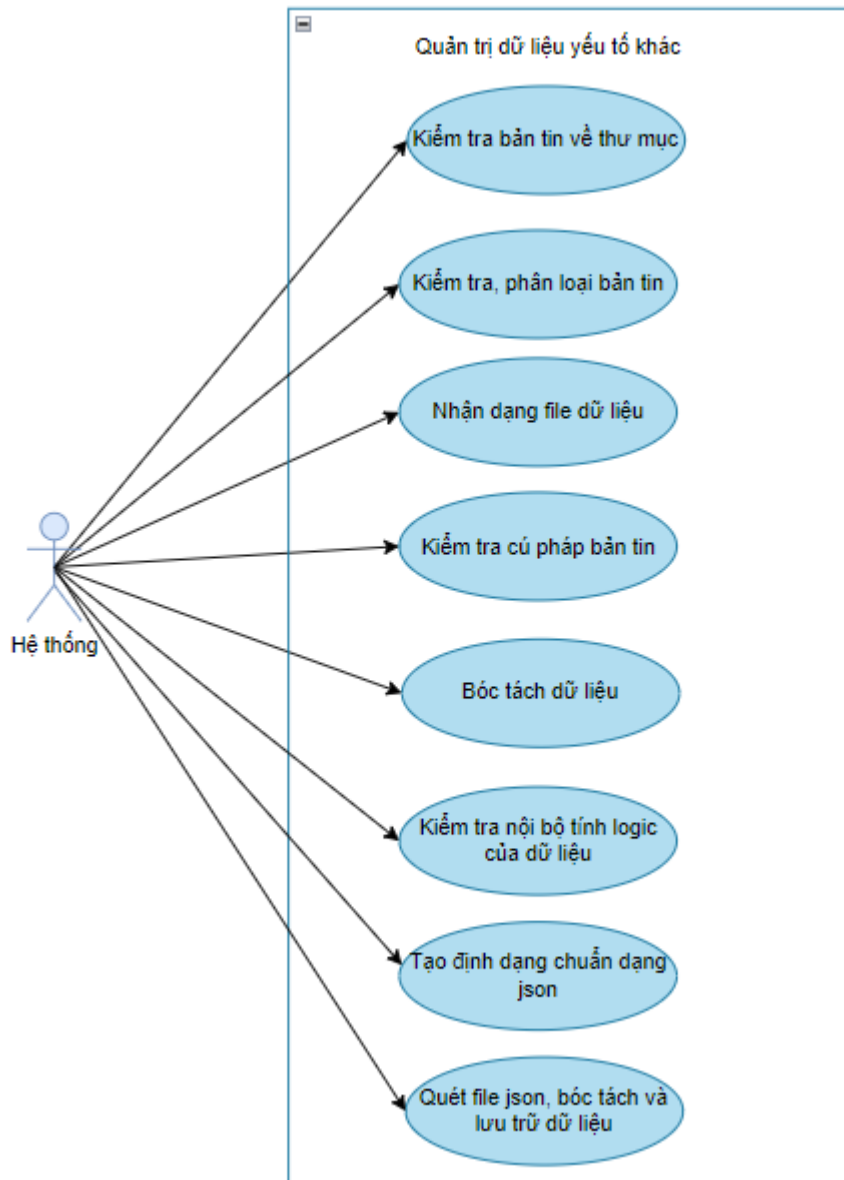 Quản trị dữ liệu yếu tố khác
Kiểm tra bản tin về thư mục
Kiểm tra, phân loại bản tin
Nhận dạng file dữ liệu
Kiểm tra cú pháp bản tin
Hệ thống
Bóc tách dữ liệu
Kiểm tra nội bộ tính logic
của dữ liệu
Tạo định dạng chuẩn dạng
json
Quét file json, bóc tách và
lưu trữ dữ liệu